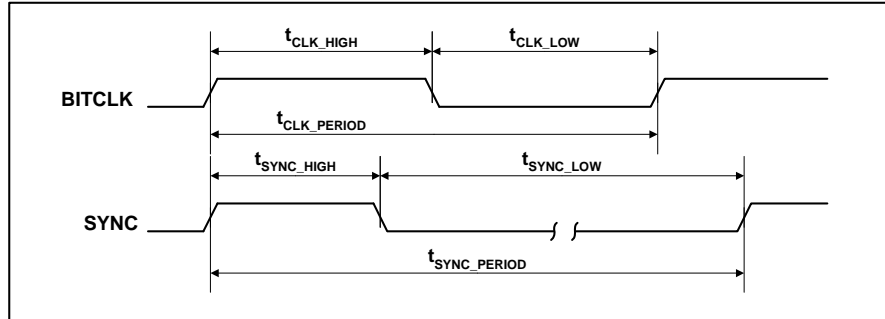 tCLK_HIGH tCLK_LOW
BITCLK
tCLK_PERIOD
tSYNC_HIGH tSYNC_LOW
SYNC
tSYNC_PERIOD